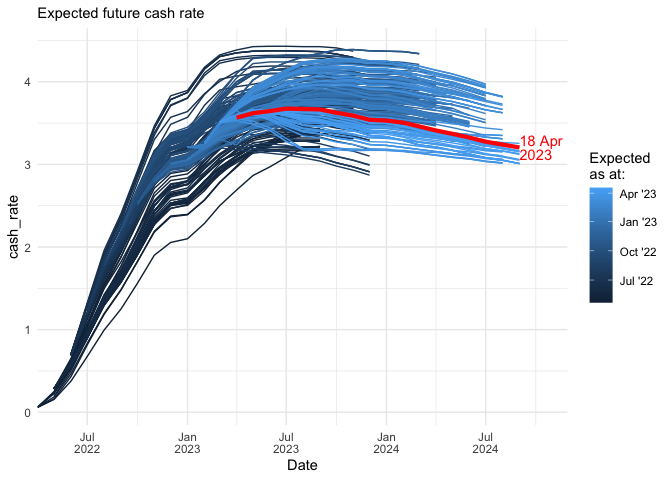 Expected future cash rate
cash_rate
4
3
2
1
0
18 Apr
2023
Jul
2022
Jan
2023
Jul
2023
Jan
2024
Jul
2024
Date
Expected
as at:
Apr '23
Jan '23
Oct '22
Jul '22